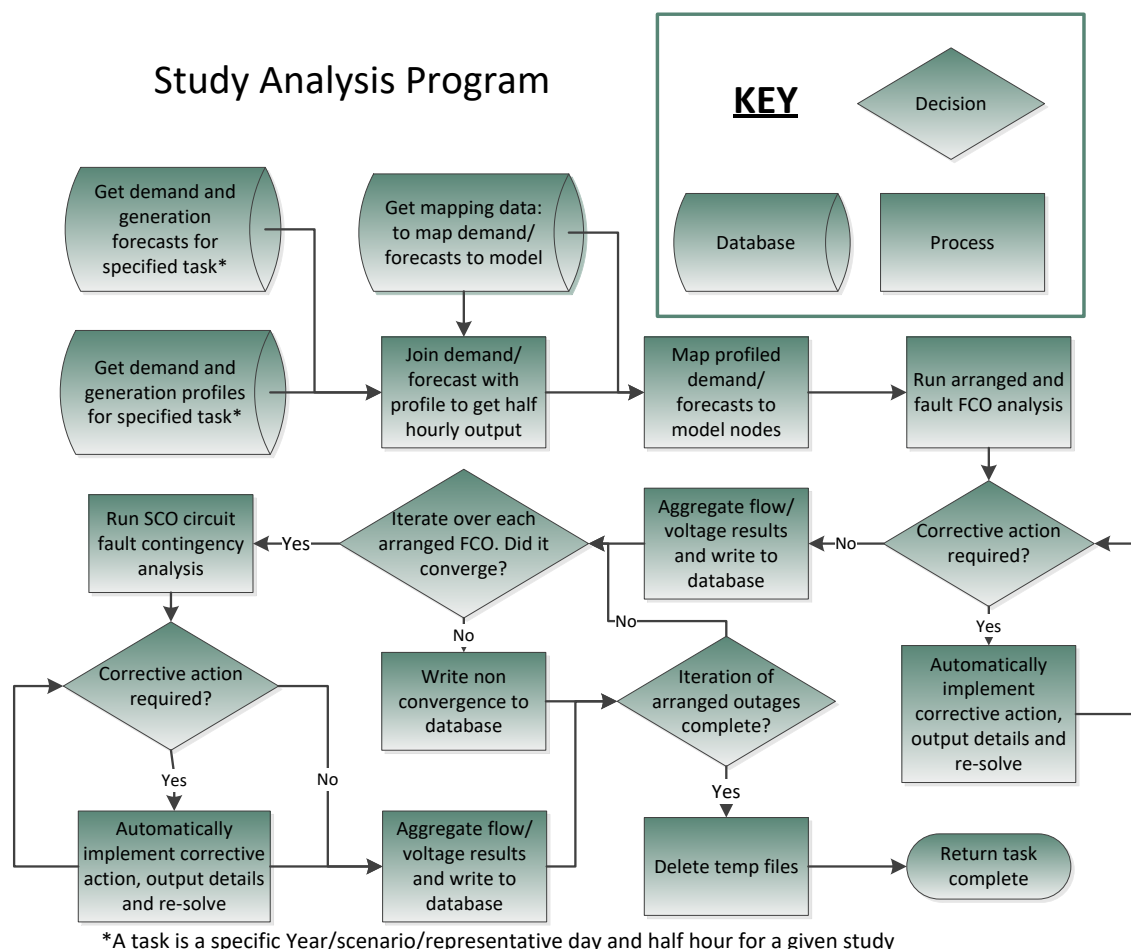 Study Analysis Program
KEY
Decision
Database
Process
Get demand and
generation
forecasts for
specified task*
Get mapping data:
to map demand/
forecasts to model
Get demand and
generation profiles
for specified task*
Join demand/
forecast with
profile to get half
hourly output
Map profiled
demand/
forecasts to
model nodes
Run arranged and
fault FCO analysis
Corrective action
required?
No
Yes
Automatically
implement
corrective action,
output details and
re-solve
Aggregate flow/
voltage results
and write to
database
Iterate over each
arranged FCO. Did it
converge?
Yes
No
Run SCO circuit
fault contingency
analysis
Corrective action
required?
Yes
No
Automatically
implement corrective
action, output details
and re-solve
Aggregate flow/
voltage results
and write to
database
Write non
convergence to
database
Iteration of
arranged outages
complete?
No
Yes
Delete temp files
Return task
complete
*A task is a specific Year/scenario/representative day and half hour for a given study